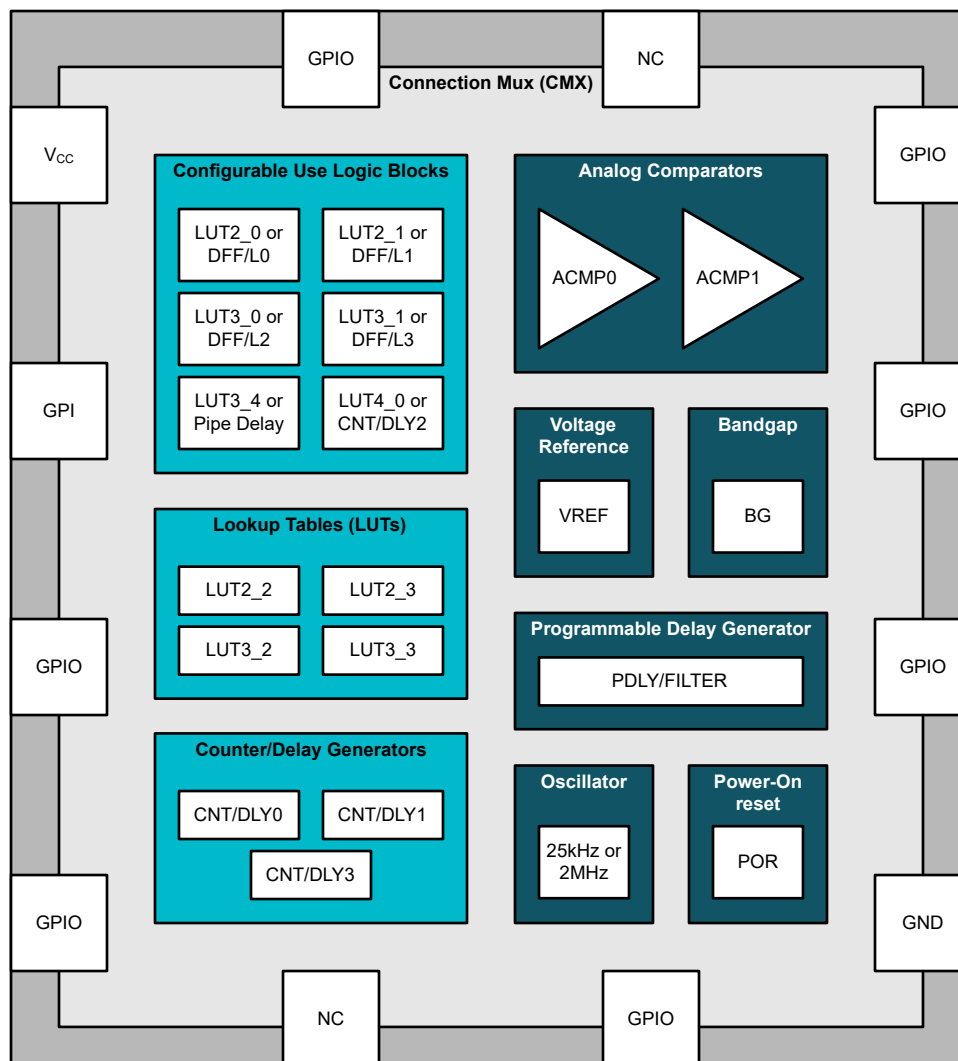 GPIO
NC
Connection Mux (CMX)
VCC
GPIO
Configurable Use Logic Blocks
LUT2_0 or
DFF/L0
LUT2_1 or
DFF/L1
LUT3_0 or
DFF/L2
LUT3_1 or
DFF/L3
LUT3_4 or
Pipe Delay
LUT4_0 or
CNT/DLY2
Analog Comparators
ACMP0
ACMP1
GPI
GPIO
Voltage
Reference
VREF
Bandgap
BG
Lookup Tables (LUTs)
LUT2_2
LUT2_3
LUT3_2
LUT3_3
Programmable Delay Generator
PDLY/FILTER
GPIO
GPIO
Counter/Delay Generators
CNT/DLY0
CNT/DLY1
CNT/DLY3
Oscillator
25kHz or
2MHz
Power-On
reset
POR
GPIO
GND
NC
GPIO